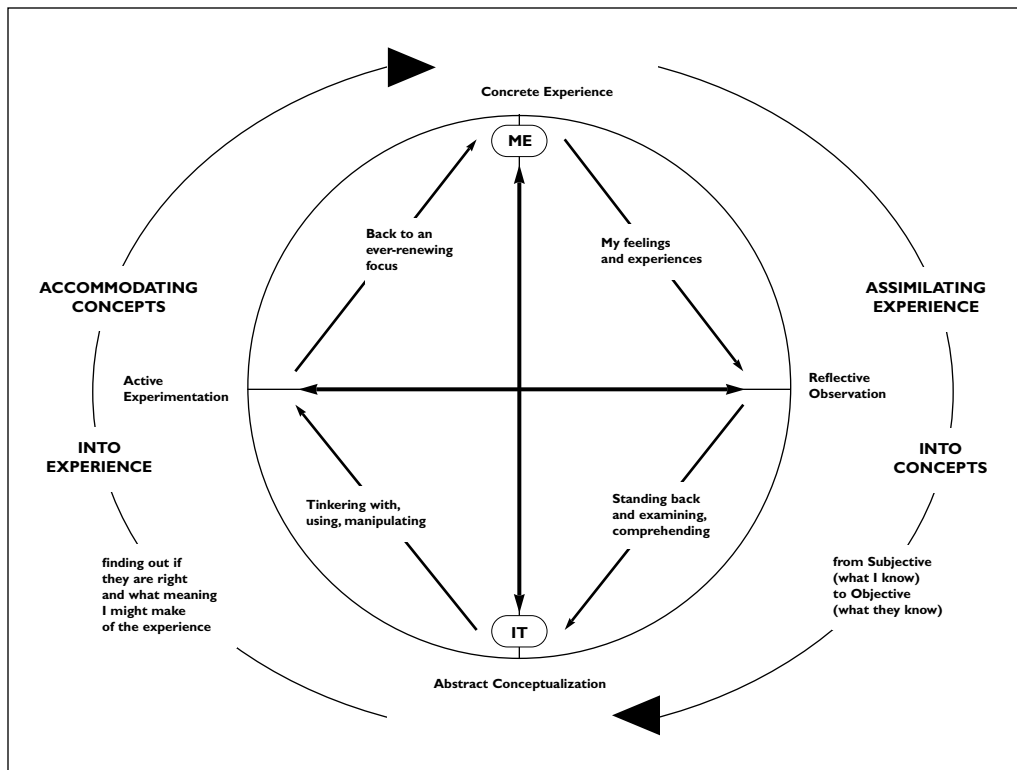 Concrete Experience
ME
Back to an
ever-renewing
focus
My feelings
and experiences
ACCOMMODATING
CONCEPTS
ASSIMILATING
EXPERIENCE
Active
Experimentation
Reflective
Observation
INTO
EXPERIENCE
INTO
CONCEPTS
Tinkering with,
using, manipulating
Standing back
and examining,
comprehending
finding out if
they are right
and what meaning
I might make
of the experience
from Subjective
(what I know)
to Objective
(what they know)
IT
Abstract Conceptualization